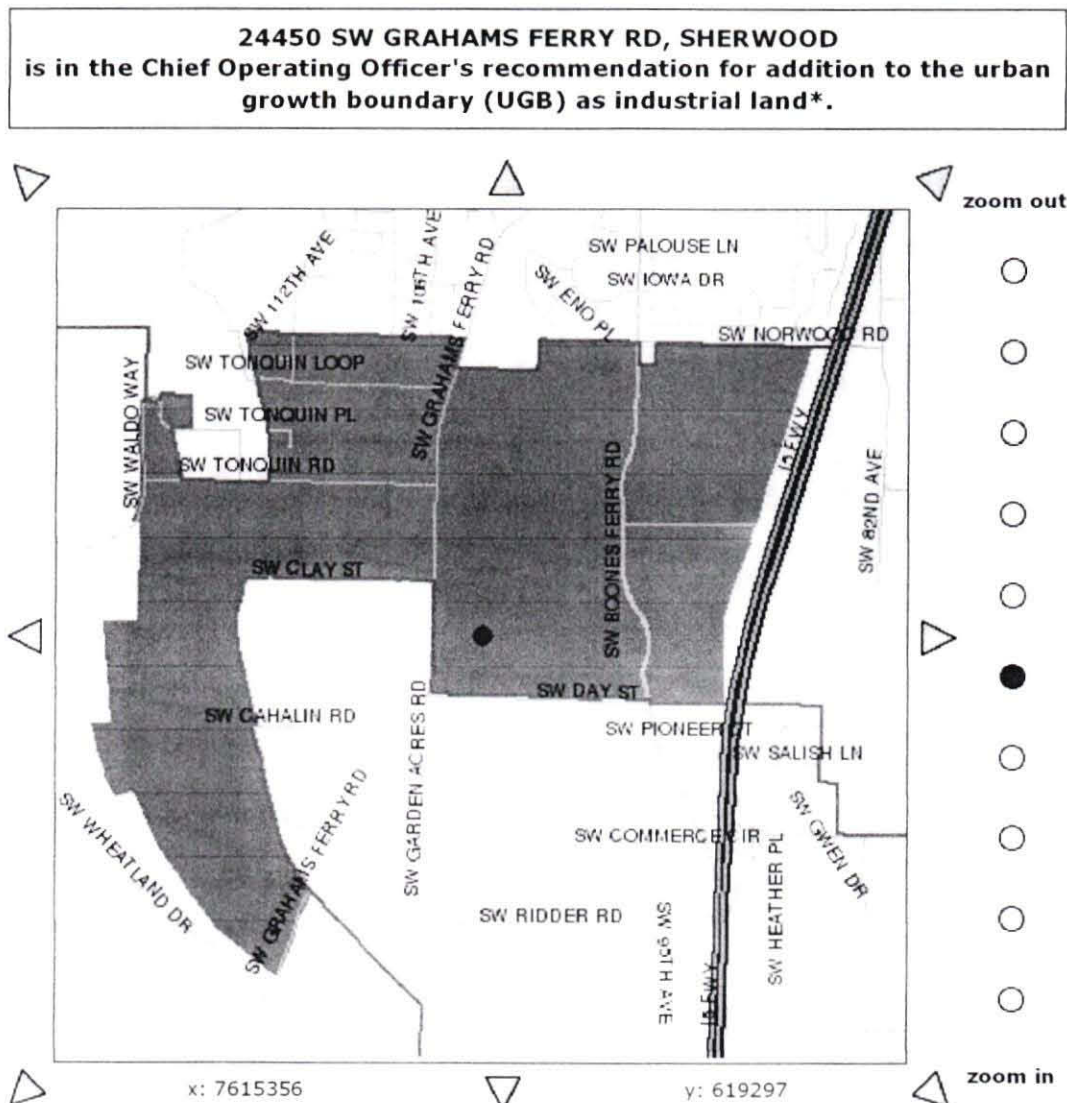 24450 SW GRAHAMS FERRY RD, SHERWOOD
is in the Chief Operating Officer's recommendation for addition to the urban
growth boundary (UGB) as industrial land*.
zoom out
SW PALOUSE LN
SW IOWA DR
SW 112TH AVE
SW 106TH AVE
SW GRAHAMS FERRY RD
SW ENO PL
SW NORWOOD RD
SW TONQUIN LOOP
SW WALDO WAY
SW TONQUIN PL
SW TONQUIN RD
SW BOONES FERRY RD
I5 FWY
SW 82ND AVE
SW CLAY ST
SW DAY ST
SW CAHALIN RD
SW GARDEN ACRES RD
SW PIONEER CT
SW SALISH LN
SW WHEATLAND DR
SW GRAHAMS FERRY RD
SW COMMERCE CIR
SW GWEN DR
SW HEATHER PL
SW RIDDER RD
SW 95TH AVE
I5 FWY
zoom in
x: 7615356
y: 619297